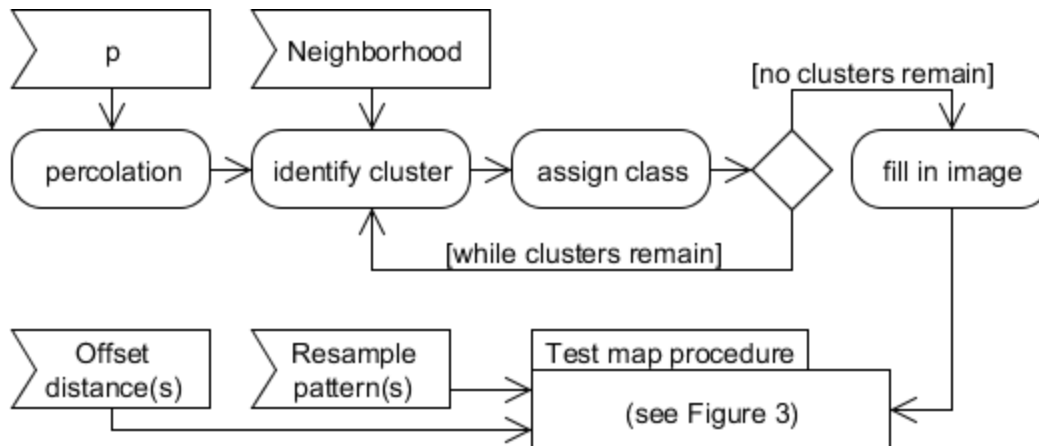 p
Neighborhood
[no clusters remain]
percolation
identify cluster
assign class
fill in image
[while clusters remain]
Offset
distance(s)
Resample
pattern(s)
Test map procedure
(see Figure 3)